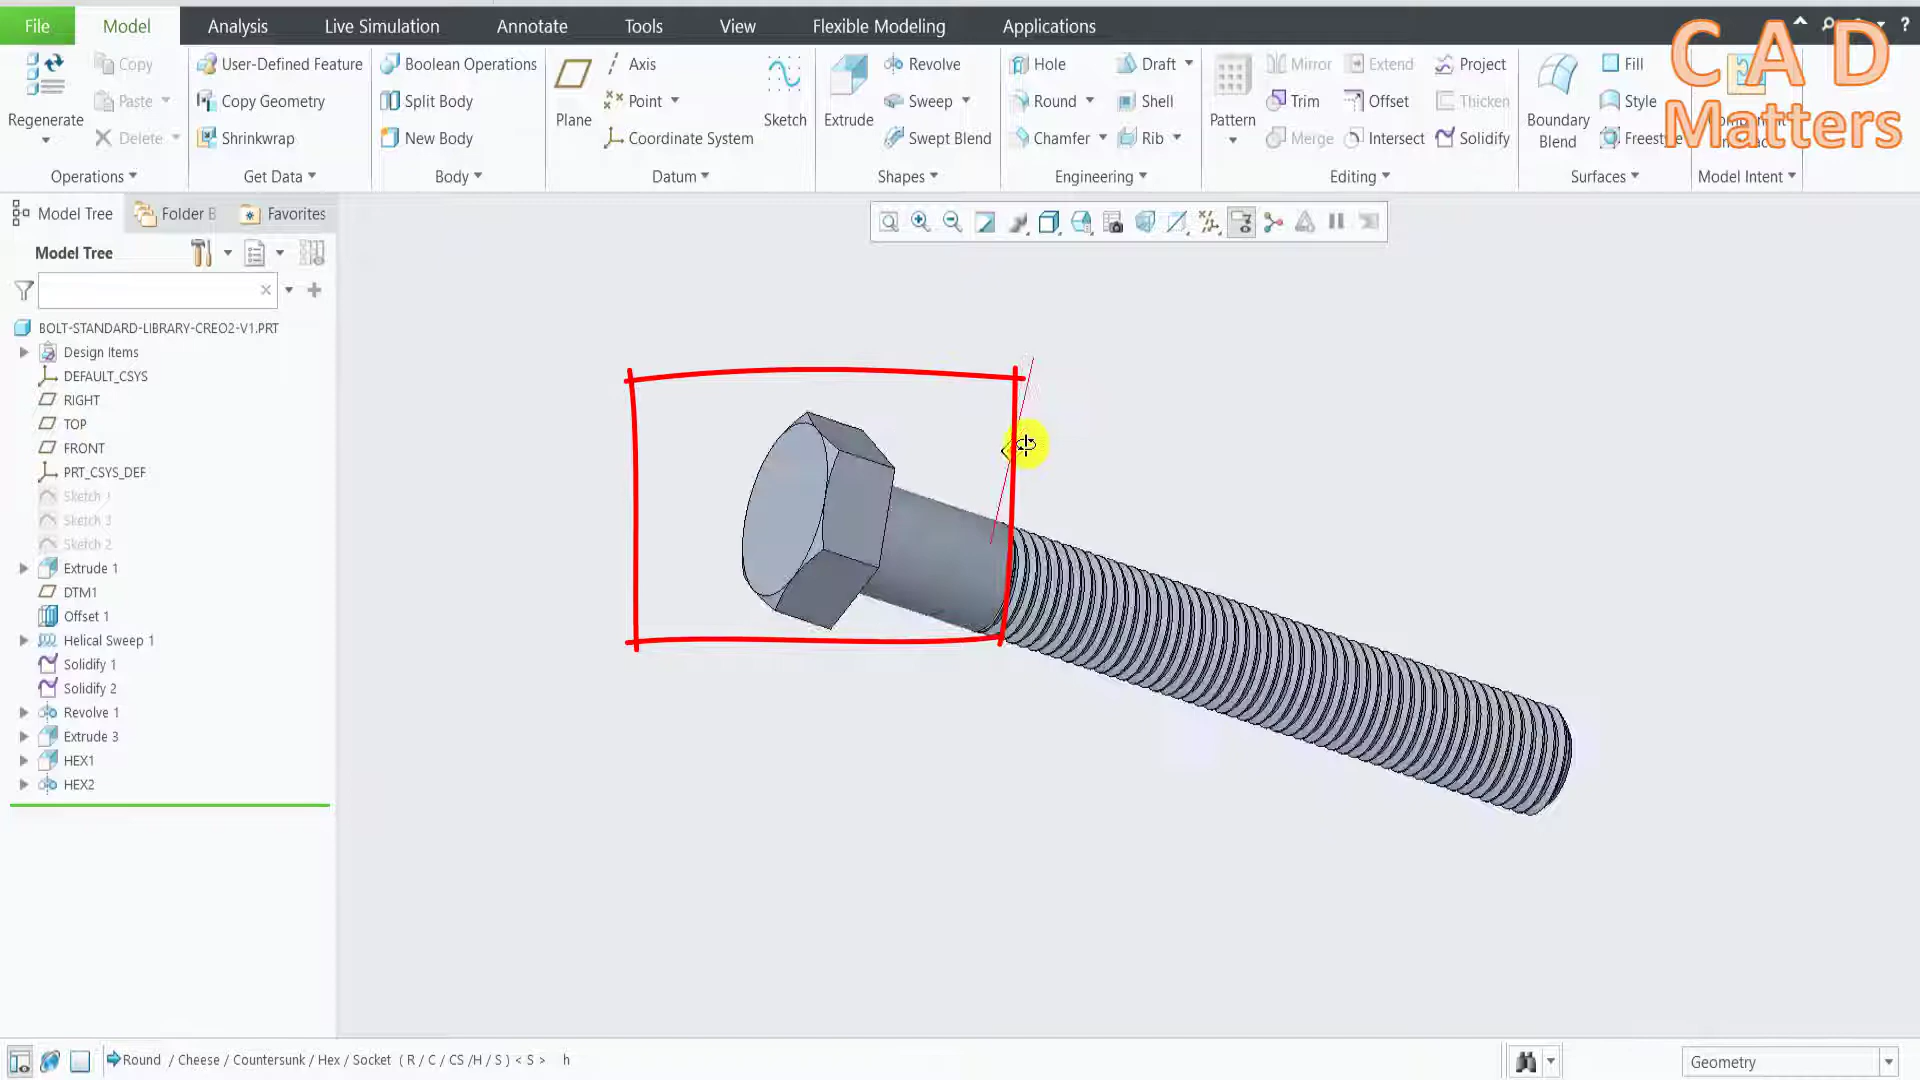 File Model Analysis Live Simulation Annotate Tools View Flexible Modeling Applications
CAD
Matters
Regenerate
Copy
Paste
Delete
Operations
User-Defined Feature
Copy Geometry
Shrinkwrap
Get Data
Boolean Operations
Split Body
New Body
Body
Plane
Axis
Point
Coordinate System
Sketch
Datum
Extrude
Revolve
Sweep
Swept Blend
Shapes
Hole
Round
Chamfer
Draft
Shell
Rib
Engineering
Pattern
Mirror
Trim
Merge
Extend
Offset
Intersect
Project
Thicken
Solidify
Editing
Boundary
Blend
Fill
Style
Surfaces
Model Intent
Model Tree Folder B Favorites
Model Tree
BOLT-STANDARD-LIBRARY-CREO2-V1.PRT
Design Items
DEFAULT_CSYS
RIGHT
TOP
FRONT
PRT_CSYS_DEF
Sketch 1
Sketch 3
Sketch 2
Extrude 1
DTM1
Offset 1
Helical Sweep 1
Solidify 1
Solidify 2
Revolve 1
Extrude 3
HEX1
HEX2
Round / Cheese / Countersunk / Hex / Socket ( R / C / CS /H / S ) < S > h
Geometry